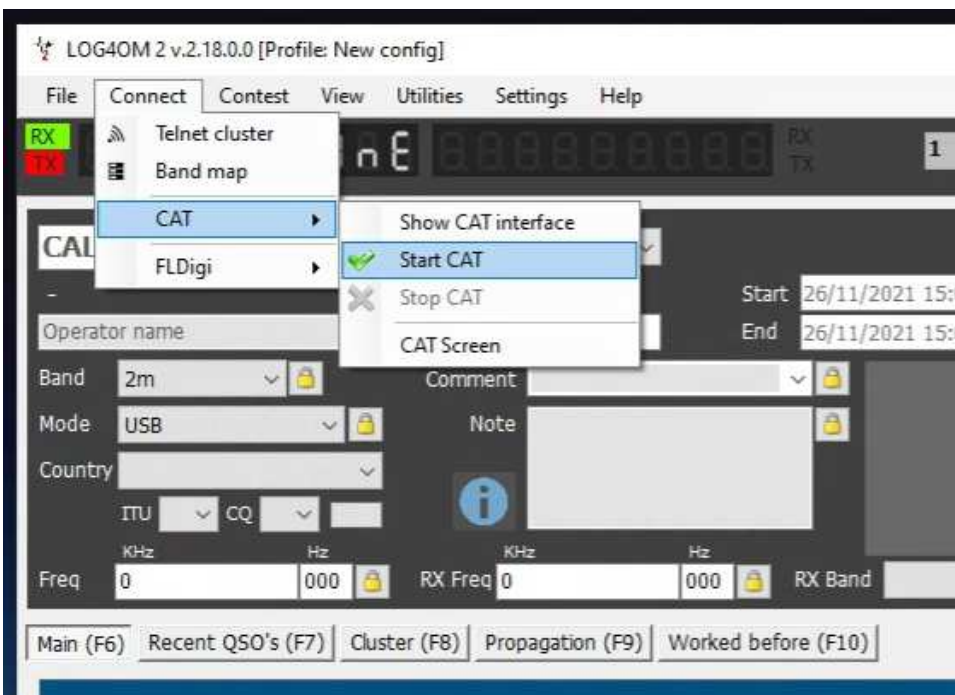 LOG4OM 2 v.2.18.0.0 [Profile: New config]
File Connect Contest View Utilities Settings Help
RX Telnet cluster nE RX
TX Band map TX 1
CAT Show CAT interface
CAL
FLDigi Start CAT
- Stop CAT Start 26/11/2021 15:
Operator name CAT Screen End 26/11/2021 15:
Band 2m Comment
Mode USB Note
Country
ITU CQ
KHz Hz KHz Hz
Freq 0 000 RX Freq 0 000 RX Band
Main (F6) Recent QSO's (F7) Cluster (F8) Propagation (F9) Worked before (F10)